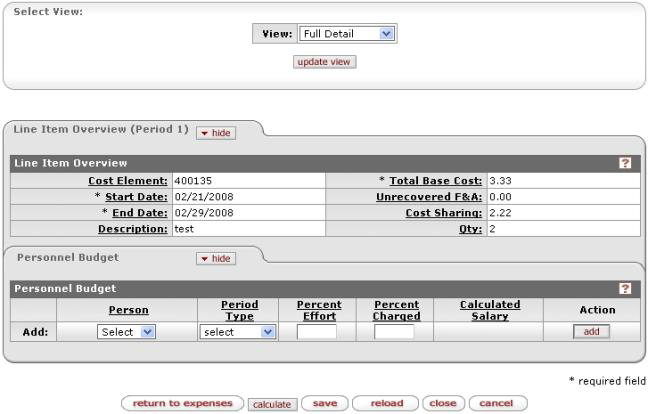 Select View:
View: Full Detail
update view
Line Item Overview (Period 1) hide
Line Item Overview ?
Cost Element: 400135 * Total Base Cost: 3.33
* Start Date: 02/21/2008 Unrecovered F&A: 0.00
* End Date: 02/29/2008 Cost Sharing: 2.22
Description: test Qty: 2
Personnel Budget hide
Personnel Budget ?
Person Period Type Percent Effort Percent Charged Calculated Salary Action
Add: Select select add
* required field
return to expenses calculate save reload close cancel